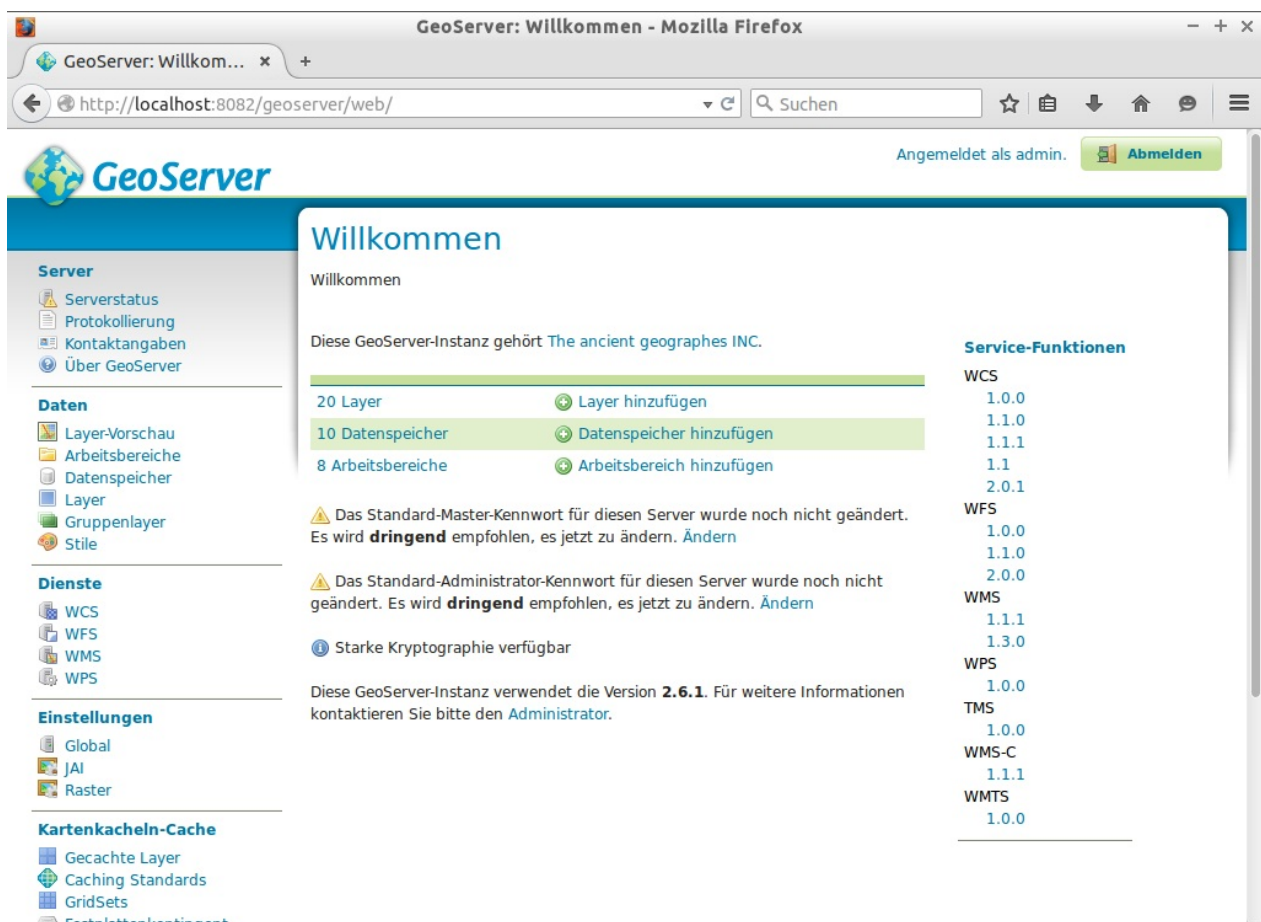 GeoServer: Willkommen - Mozilla Firefox
GeoServer: Willkom...
http://localhost:8082/geoserver/web/
Suchen
GeoServer
Angemeldet als admin.
Abmelden
Server
Serverstatus
Protokollierung
Kontaktangaben
Über GeoServer
Daten
Layer-Vorschau
Arbeitsbereiche
Datenspeicher
Layer
Gruppenlayer
Stile
Dienste
WCS
WFS
WMS
WPS
Einstellungen
Global
JAI
Raster
Kartenkacheln-Cache
Gecachte Layer
Caching Standards
GridSets
Willkommen
Willkommen
Diese GeoServer-Instanz gehört The ancient geographes INC.
20 Layer Layer hinzufügen
10 Datenspeicher Datenspeicher hinzufügen
8 Arbeitsbereiche Arbeitsbereich hinzufügen
Das Standard-Master-Kennwort für diesen Server wurde noch nicht geändert.
Es wird dringend empfohlen, es jetzt zu ändern. Ändern
Das Standard-Administrator-Kennwort für diesen Server wurde noch nicht
geändert. Es wird dringend empfohlen, es jetzt zu ändern. Ändern
Starke Kryptographie verfügbar
Diese GeoServer-Instanz verwendet die Version 2.6.1. Für weitere Informationen
kontaktieren Sie bitte den Administrator.
Service-Funktionen
WCS
1.0.0
1.1.0
1.1.1
1.1
2.0.1
WFS
1.0.0
1.1.0
2.0.0
WMS
1.1.1
1.3.0
WPS
1.0.0
TMS
1.0.0
WMS-C
1.1.1
WMTS
1.0.0